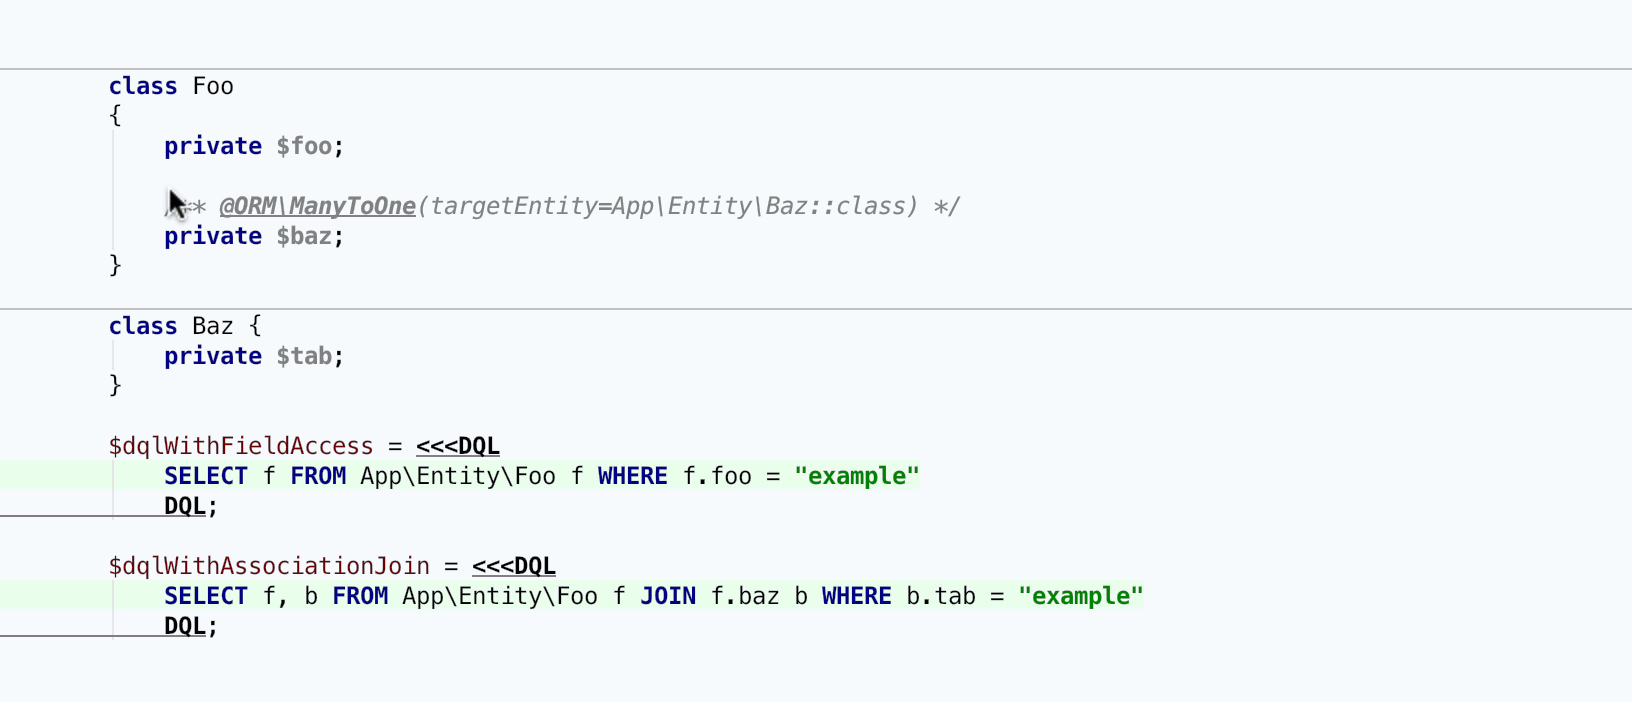 class Foo
{
    private $foo;
    /** @ORM\ManyToOne(targetEntity=App\Entity\Baz::class) */
    private $baz;
}
class Baz {
    private $tab;
}
$dqlWithFieldAccess = <<<DQL
    SELECT f FROM App\Entity\Foo f WHERE f.foo = "example"
    DQL;
$dqlWithAssociationJoin = <<<DQL
    SELECT f, b FROM App\Entity\Foo f JOIN f.baz b WHERE b.tab = "example"
    DQL;